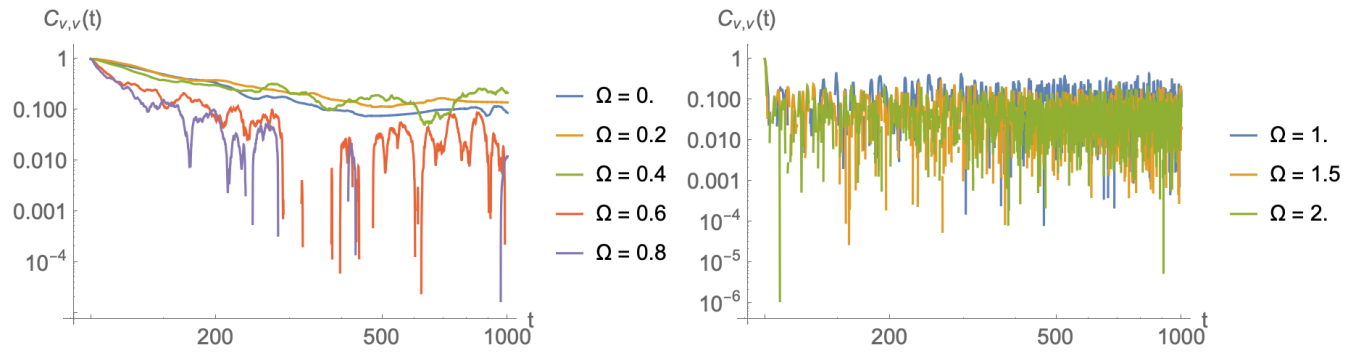 C_{v,v}(t)
1
0.100
0.010
0.001
10^{-4}
200
500
1000
t
Ω = 0.
Ω = 0.2
Ω = 0.4
Ω = 0.6
Ω = 0.8
C_{v,v}(t)
1
0.100
0.010
0.001
10^{-4}
10^{-5}
10^{-6}
200
500
1000
t
Ω = 1.
Ω = 1.5
Ω = 2.